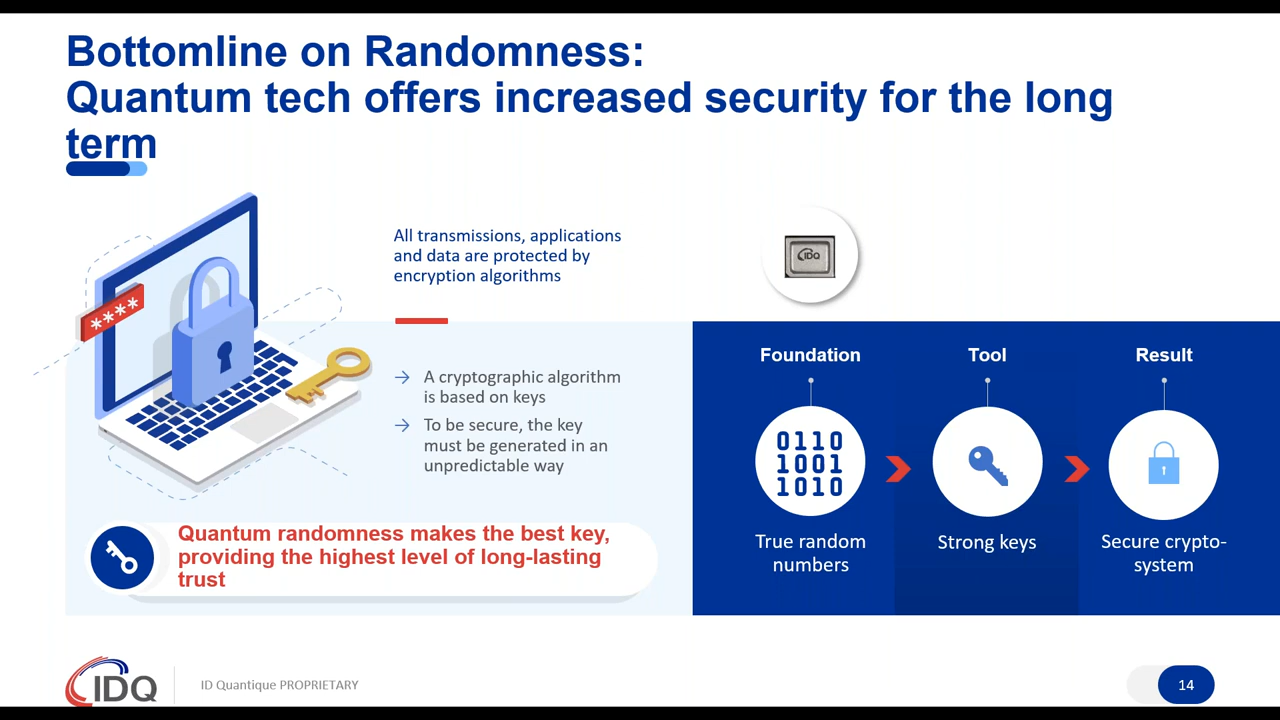 Bottomline on Randomness:
Quantum tech offers increased security for the long
term
All transmissions, applications
and data are protected by
encryption algorithms
****
A cryptographic algorithm
is based on keys
To be secure, the key
must be generated in an
unpredictable way
Quantum randomness makes the best key,
providing the highest level of long-lasting
trust
IDQ
Foundation
Tool
Result
0110
1001
1010
True random
numbers
Strong keys
Secure crypto-
system
IDQ
ID Quantique PROPRIETARY
14